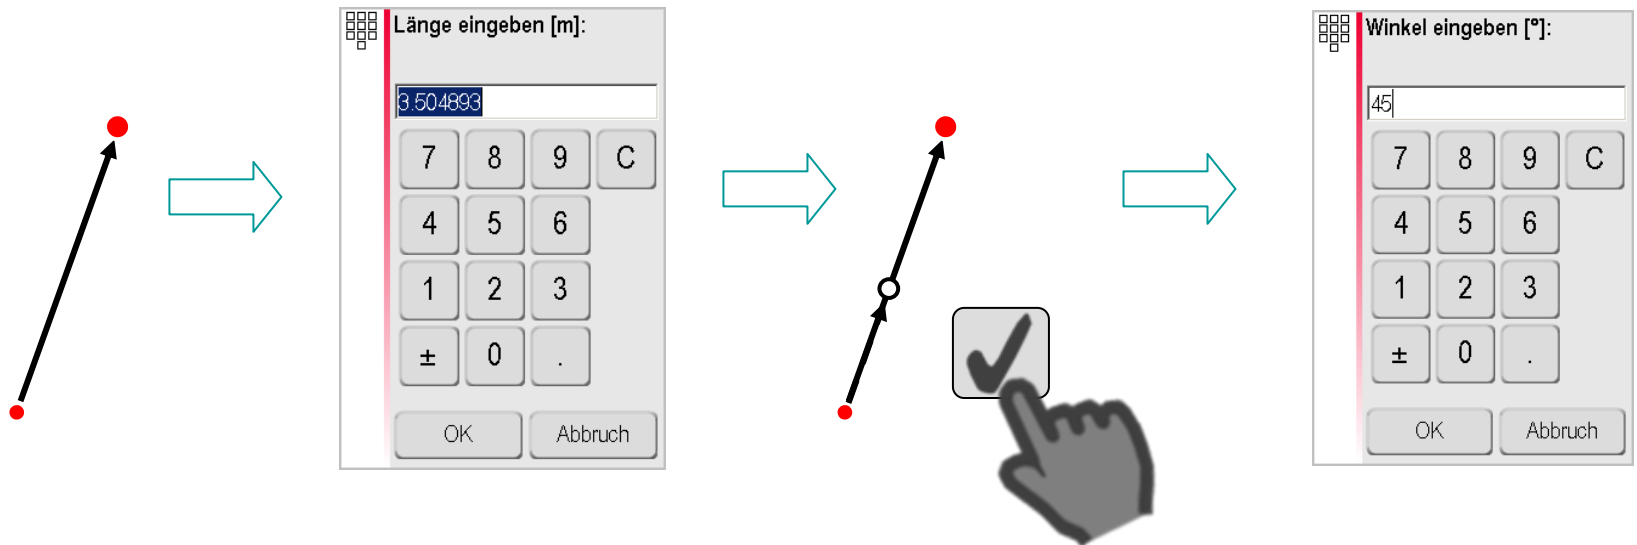 Länge eingeben [m]:
3.504893
7 8 9 C
4 5 6
1 2 3
± 0 .
OK Abbruch
Winkel eingeben [°]:
45
7 8 9 C
4 5 6
1 2 3
± 0 .
OK Abbruch